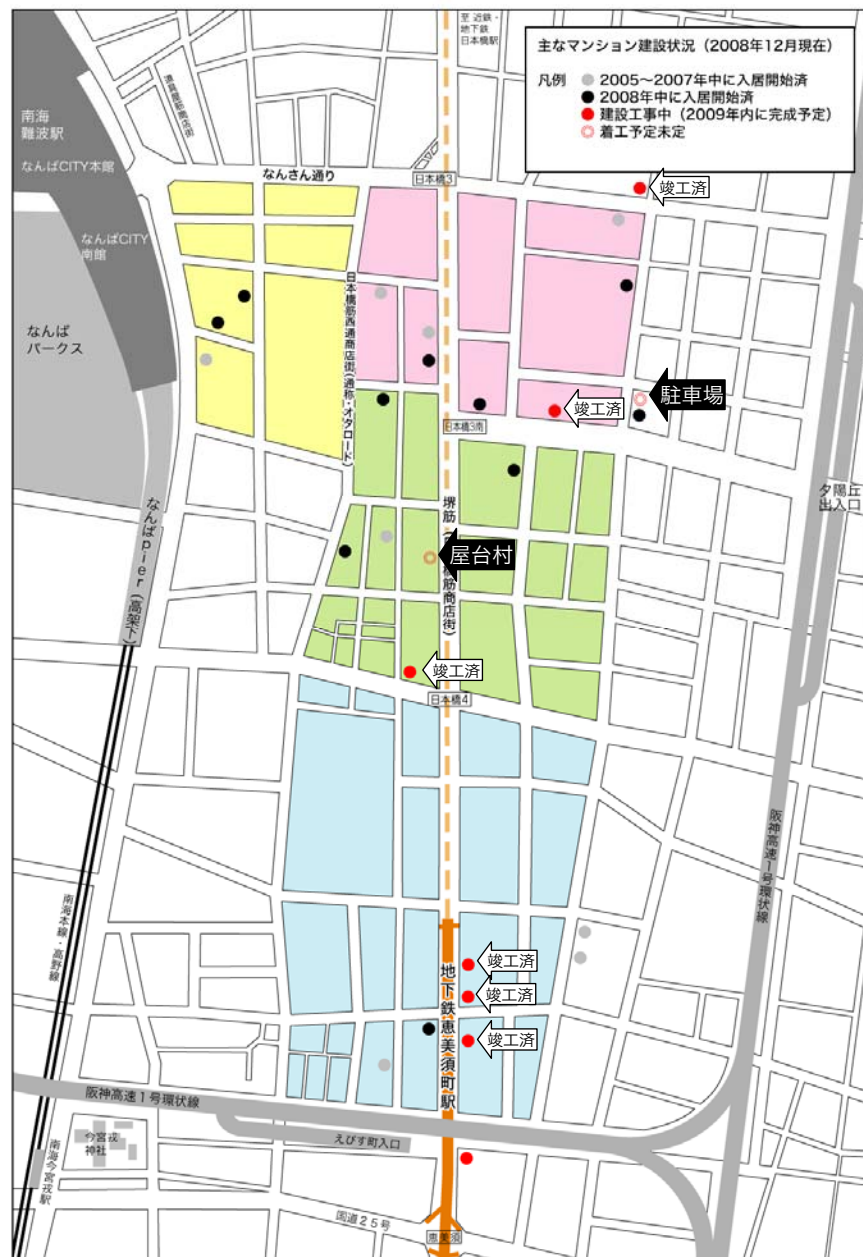 至 近鉄・
地下鉄
日本橋駅
主なマンション建設状況（2008年12月現在）
凡例
2005〜2007年中に入居開始済
2008年中に入居開始済
建設工事中（2009年内に完成予定）
着工予定未定
南海
難波駅
なんばCITY本館
道具屋筋商店街
なんさん通り
日本橋3
竣工済
なんばCITY
南館
なんば
パークス
日本橋筋西通商店街（通称・オタロード）
駐車場
竣工済
日本橋3南
夕陽丘
出入口
堺筋
筋商店街）
屋台村
なんばpier（高架下）
竣工済
日本橋4
阪神高速1号環状線
南海本線・高野線
竣工済
竣工済
竣工済
地下鉄恵美須町駅
阪神高速1号環状線
えびす町入口
今宮戎
神社
南海今宮戎駅
国道25号
恵美須